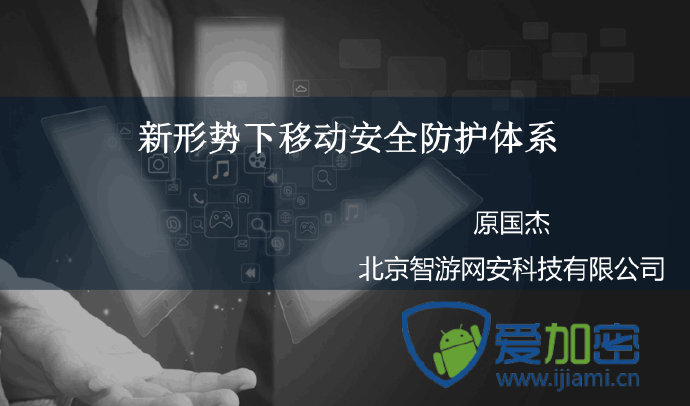 新形势下移动安全防护体系
原国杰
北京智游网安科技有限公司
爱加密
www.ijiami.cn